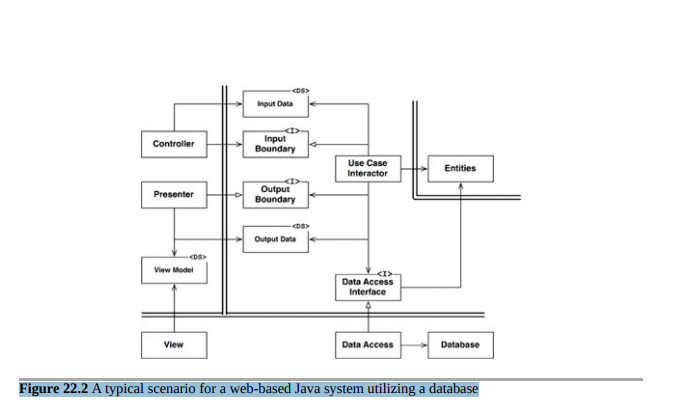 <DS>
Input Data
<I>
Input
Boundary
Controller
Use Case
Interactor
Entities
<I>
Output
Boundary
Presenter
<DS>
Output Data
<DS>
View Model
<I>
Data Access
Interface
View
Data Access
Database
Figure 22.2 A typical scenario for a web-based Java system utilizing a database